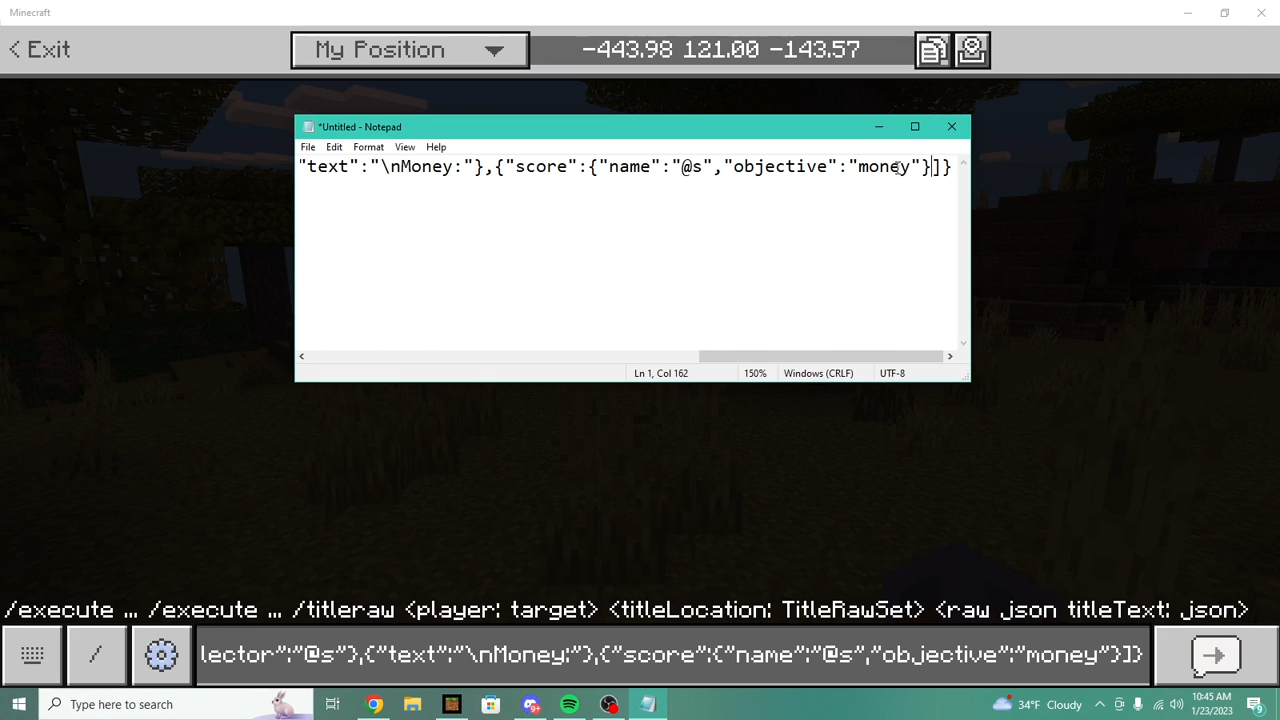 Minecraft
< Exit
My Position
-443.98 121.00 -143.57
*Untitled - Notepad
File Edit Format View Help
"text":"\nMoney:"},{"score":{"name":"@s","objective":"money"}]}
Ln 1, Col 162
150%
Windows (CRLF)
UTF-8
/execute ... /execute ... /titleraw <player: target> <titleLocation: TitleRawSet> <raw json titleText: json>
/
lector":"@s"},{"text":"\nMoney:"},{"score":{"name":"@s","objective":"money"}]}
Type here to search
34°F Cloudy
10:45 AM
1/23/2023
9